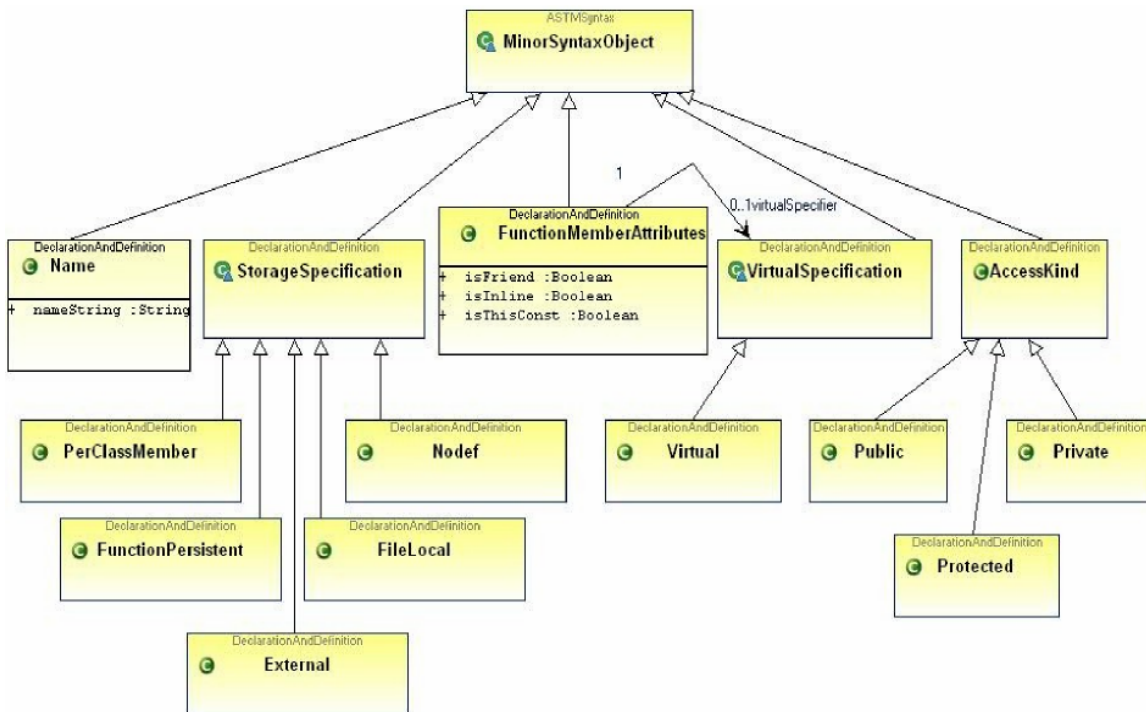 ASTMSyntax
MinorSyntaxObject
1
0..1virtualSpecifier
DeclarationAndDefinition
Name
+ nameString :String
DeclarationAndDefinition
StorageSpecification
DeclarationAndDefinition
FunctionMemberAttributes
+ isFriend :Boolean
+ isInline :Boolean
+ isThisConst :Boolean
DeclarationAndDefinition
VirtualSpecification
DeclarationAndDefinition
AccessKind
DeclarationAndDefinition
PerClassMember
DeclarationAndDefinition
Nodef
DeclarationAndDefinition
Virtual
DeclarationAndDefinition
Public
DeclarationAndDefinition
Private
DeclarationAndDefinition
FunctionPersistent
DeclarationAndDefinition
FileLocal
DeclarationAndDefinition
Protected
DeclarationAndDefinition
External